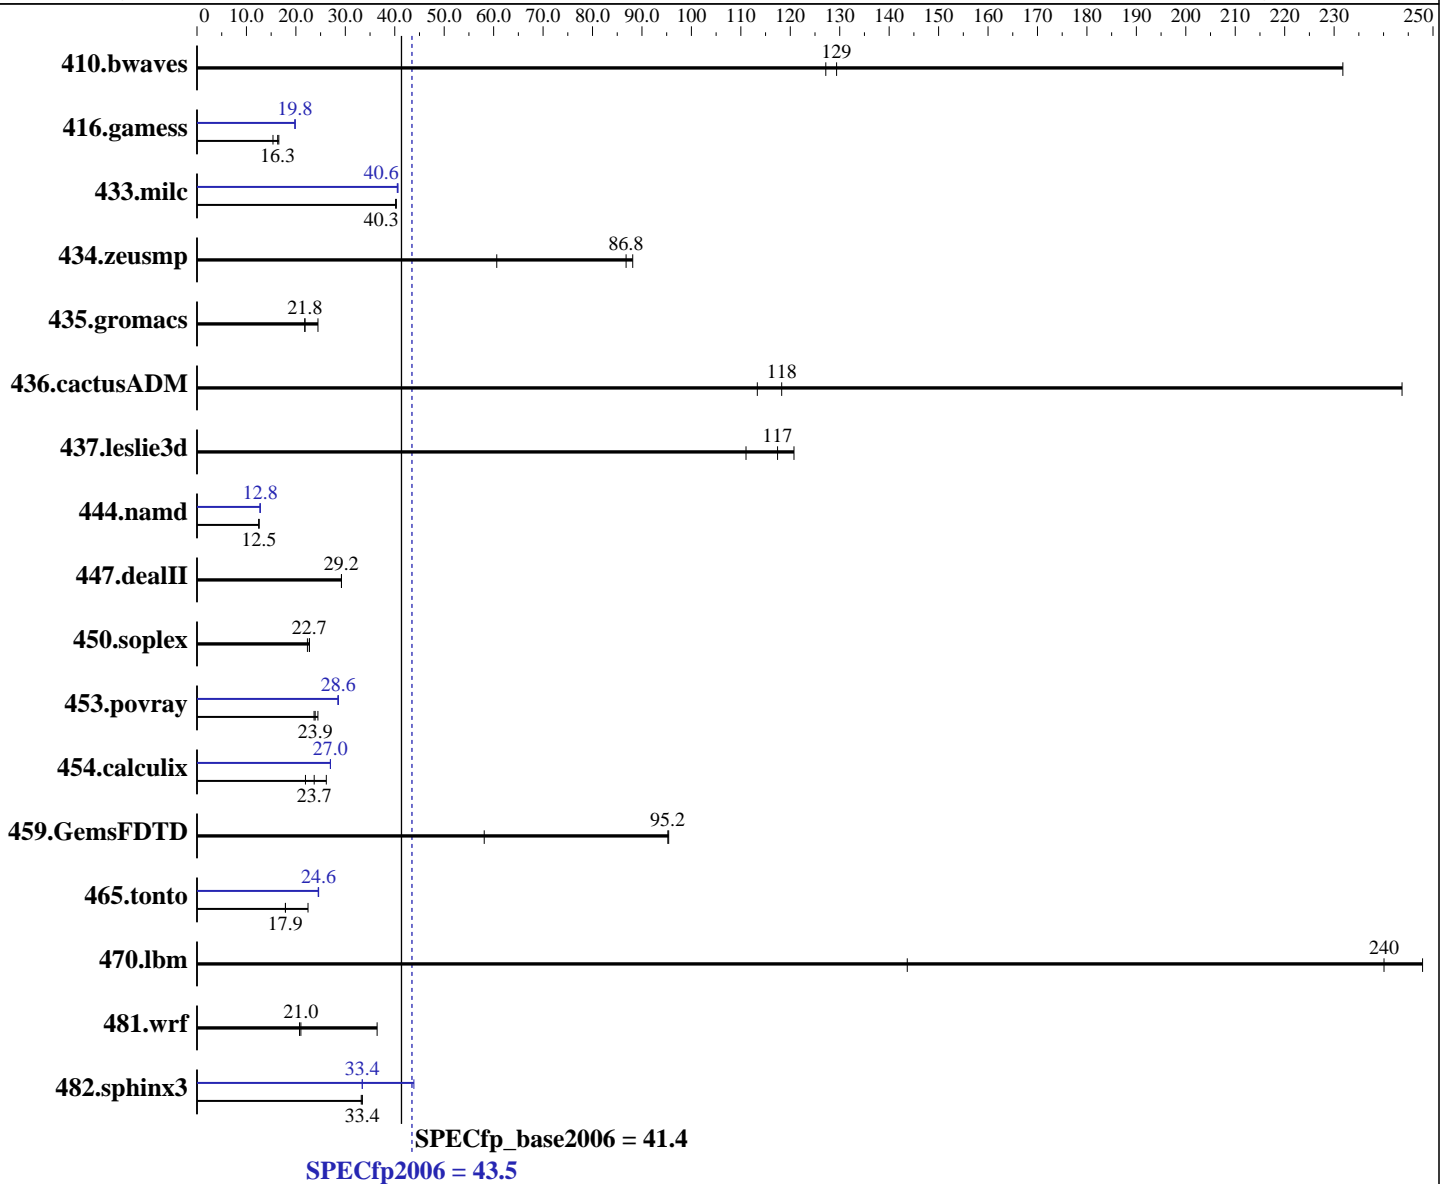 0 10.0 20.0 30.0 40.0 50.0 60.0 70.0 80.0 90.0 100 110 120 130 140 150 160 170 180 190 200 210 220 230 250
410.bwaves 129
416.gamess 19.8
16.3
433.milc 40.6
40.3
434.zeusmp 86.8
435.gromacs 21.8
436.cactusADM 118
437.leslie3d 117
444.namd 12.8
12.5
447.dealII 29.2
450.soplex 22.7
453.povray 28.6
23.9
454.calculix 27.0
23.7
459.GemsFDTD 95.2
465.tonto 24.6
17.9
470.lbm 240
481.wrf 21.0
482.sphinx3 33.4
33.4
SPECfp_base2006 = 41.4
SPECfp2006 = 43.5